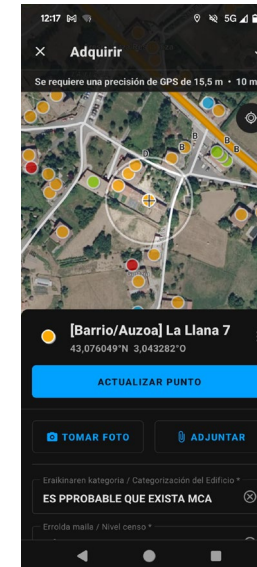 12:17
5G
Adquirir
Se requiere una precisión de GPS de 15,5 m • 10 m
B
B
D
B
[Barrio/Auzoa] La Llana 7
43,076049°N 3,043282°O
ACTUALIZAR PUNTO
TOMAR FOTO
ADJUNTAR
Eraikinaren kategoria / Categorización del Edificio *
ES PPROBABLE QUE EXISTA MCA
Erroida maila / Nivel censo *